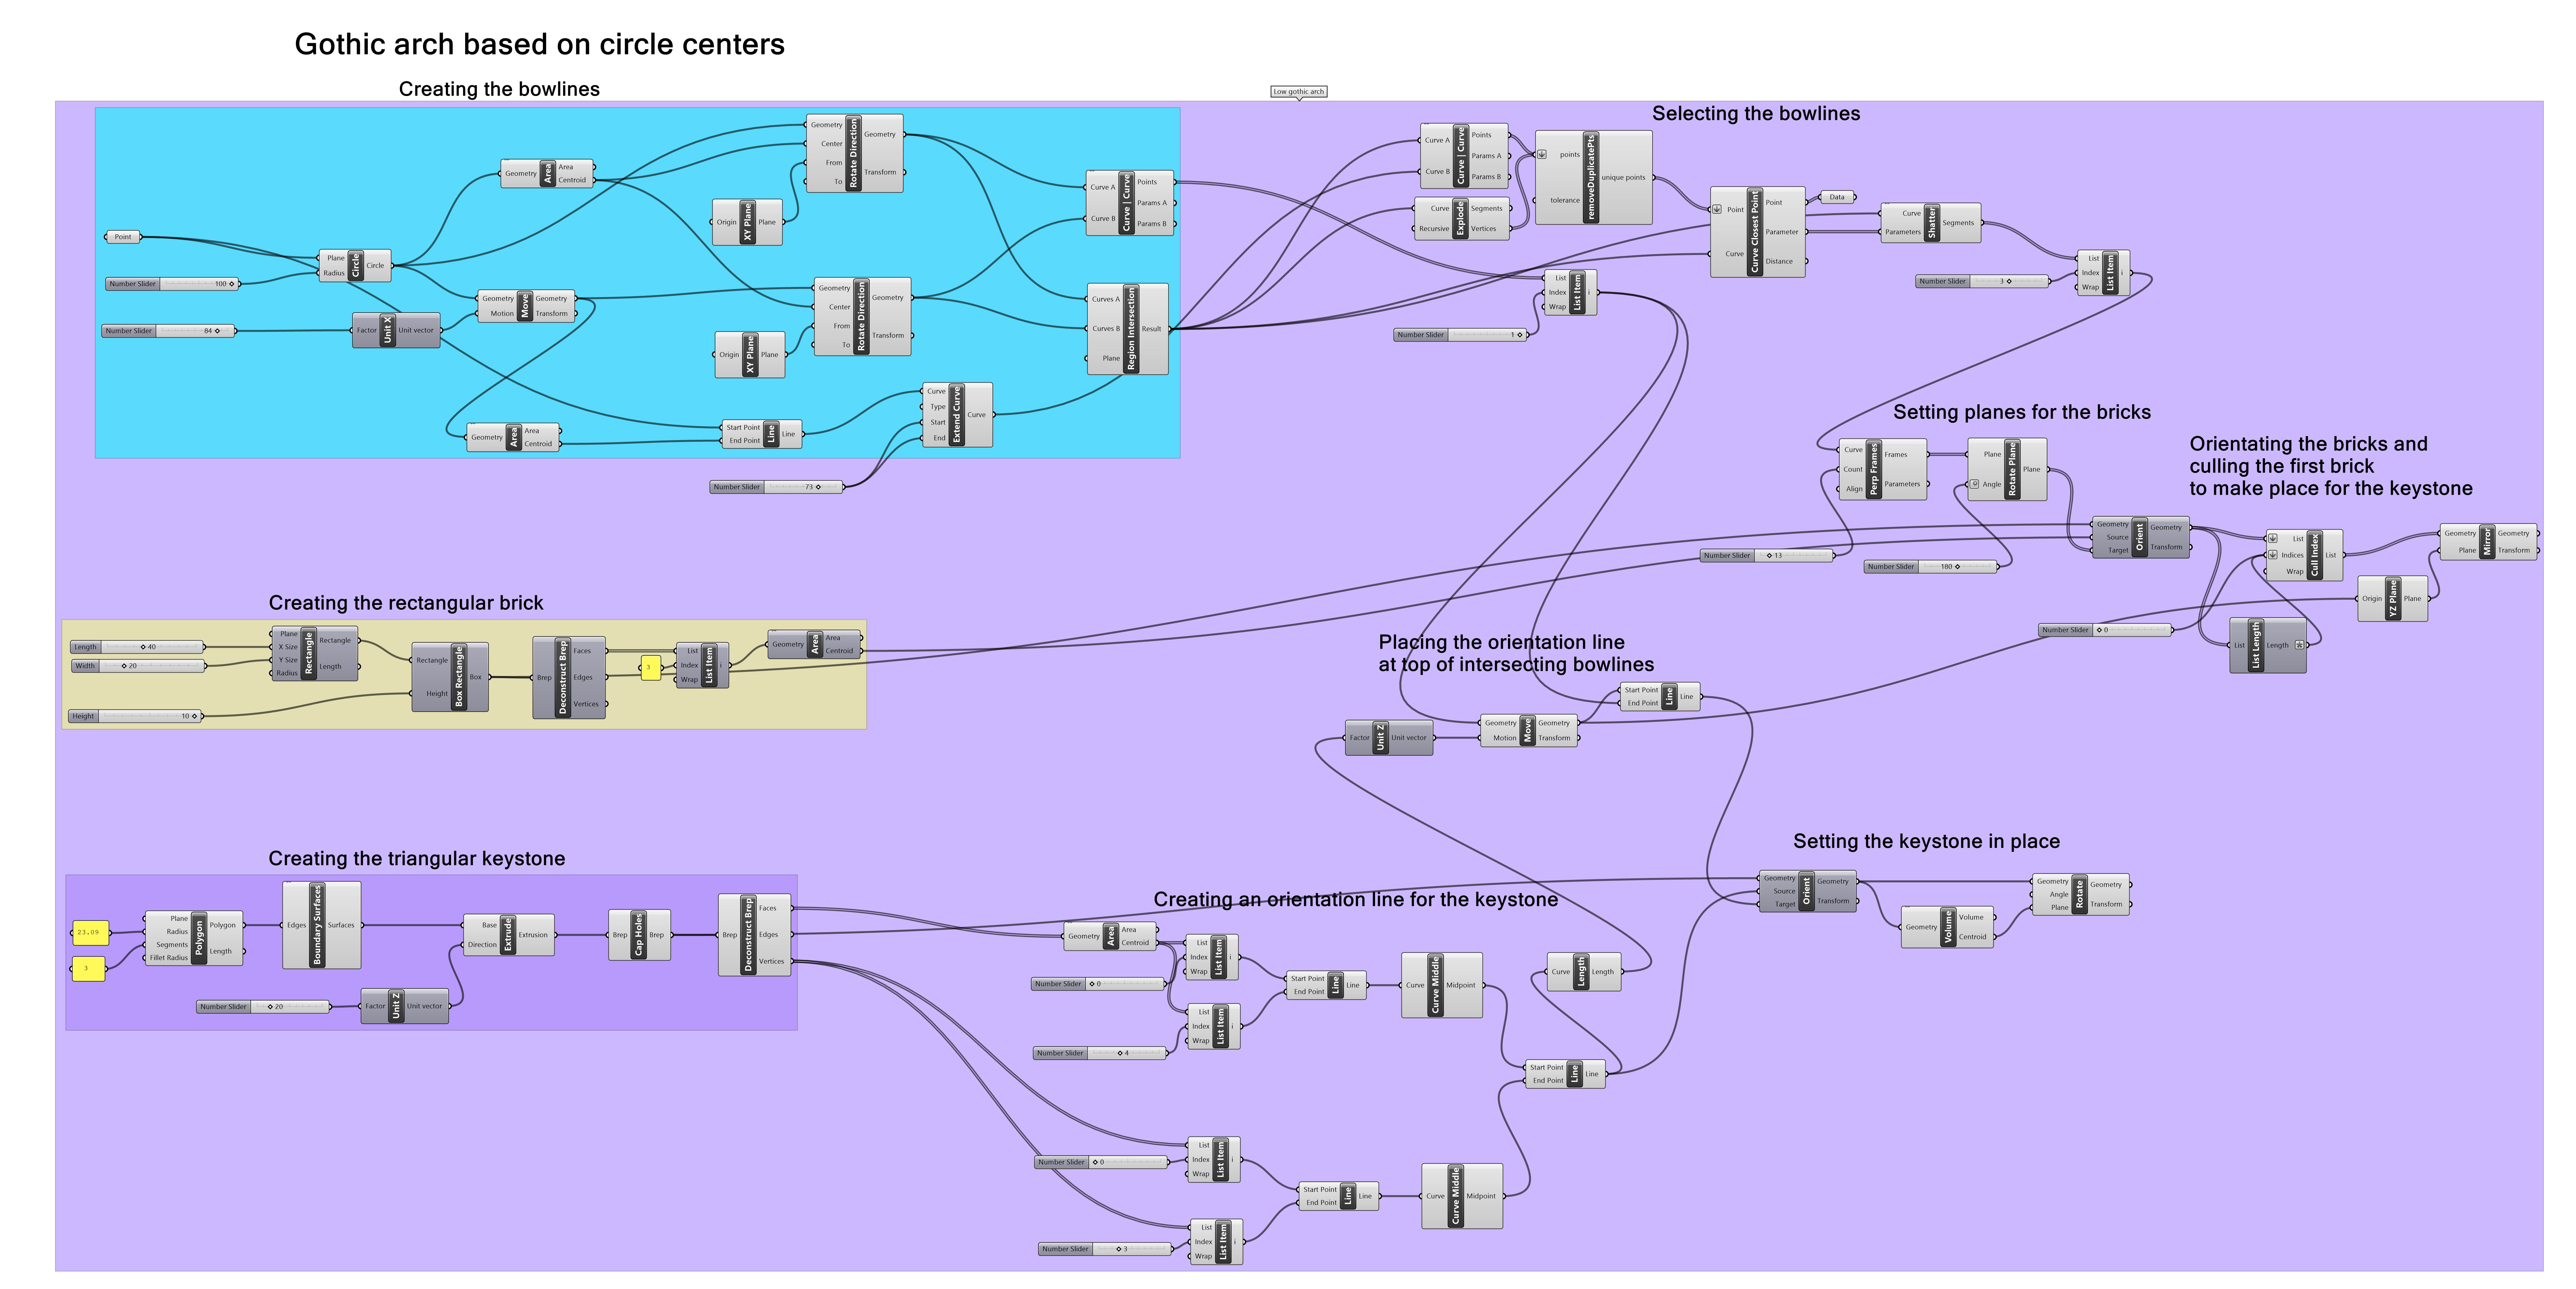 Gothic arch based on circle centers
Creating the bowlines
Low gothic arch
Selecting the bowlines
Point
Number Slider 100
Number Slider 84
Plane
Radius
Circle
Circle
Factor
Unit X
Unit vector
Geometry
Area
Area
Centroid
Geometry
Motion
Move
Geometry
Transform
Geometry
Area
Area
Centroid
Origin
XY Plane
Plane
Origin
XY Plane
Plane
Geometry
Center
From
To
Rotate Direction
Geometry
Transform
Geometry
Center
From
To
Rotate Direction
Geometry
Transform
Start Point
End Point
Line
Line
Curve
Type
Start
End
Extend Curve
Curve
Number Slider 73
Curve A
Curve B
Curve | Curve
Points
Params A
Params B
Curves A
Curves B
Plane
Region Intersection
Result
Curve A
Curve B
Curve | Curve
Points
Params A
Params B
Curve
Recursive
Explode
Segments
Vertices
points
tolerance
removeDuplicatePts
unique points
List
Index
Wrap
List Item
i
Number Slider 1
Point
Curve
Curve Closest Point
Point
Parameter
Distance
Data
Curve
Parameters
Shatter
Segments
Number Slider 3
List
Index
Wrap
List Item
i
Setting planes for the bricks
Curve
Count
Align
Perp Frames
Frames
Parameters
Plane
Angle
Rotate Plane
Plane
Number Slider 13
Number Slider 180
Orientating the bricks and
culling the first brick
to make place for the keystone
Geometry
Source
Target
Orient
Geometry
Transform
List
Indices
Wrap
Cull Index
List
Geometry
Plane
Mirror
Geometry
Transform
Origin
YZ Plane
Plane
Number Slider 0
List
List Length
Length
Creating the rectangular brick
Length 40
Width 20
Height 10
Plane
X Size
Y Size
Radius
Rectangle
Rectangle
Length
Rectangle
Height
Box Rectangle
Box
Brep
Deconstruct Brep
Faces
Edges
Vertices
3
List
Index
Wrap
List Item
i
Geometry
Area
Area
Centroid
Placing the orientation line
at top of intersecting bowlines
Start Point
End Point
Line
Line
Factor
Unit Z
Unit vector
Geometry
Motion
Move
Geometry
Transform
Creating the triangular keystone
23.09
3
Plane
Radius
Segments
Fillet Radius
Polygon
Polygon
Length
Edges
Boundary Surfaces
Surfaces
Number Slider 20
Factor
Unit Z
Unit vector
Base
Direction
Extrude
Extrusion
Brep
Cap Holes
Brep
Brep
Deconstruct Brep
Faces
Edges
Vertices
Creating an orientation line for the keystone
Geometry
Area
Area
Centroid
Number Slider 0
List
Index
Wrap
List Item
i
Number Slider 4
List
Index
Wrap
List Item
i
Start Point
End Point
Line
Line
Curve
Curve Middle
Midpoint
Curve
Length
Length
Start Point
End Point
Line
Line
Number Slider 0
List
Index
Wrap
List Item
i
Number Slider 3
List
Index
Wrap
List Item
i
Start Point
End Point
Line
Line
Curve
Curve Middle
Midpoint
Setting the keystone in place
Geometry
Source
Target
Orient
Geometry
Transform
Geometry
Volume
Volume
Centroid
Geometry
Angle
Plane
Rotate
Geometry
Transform